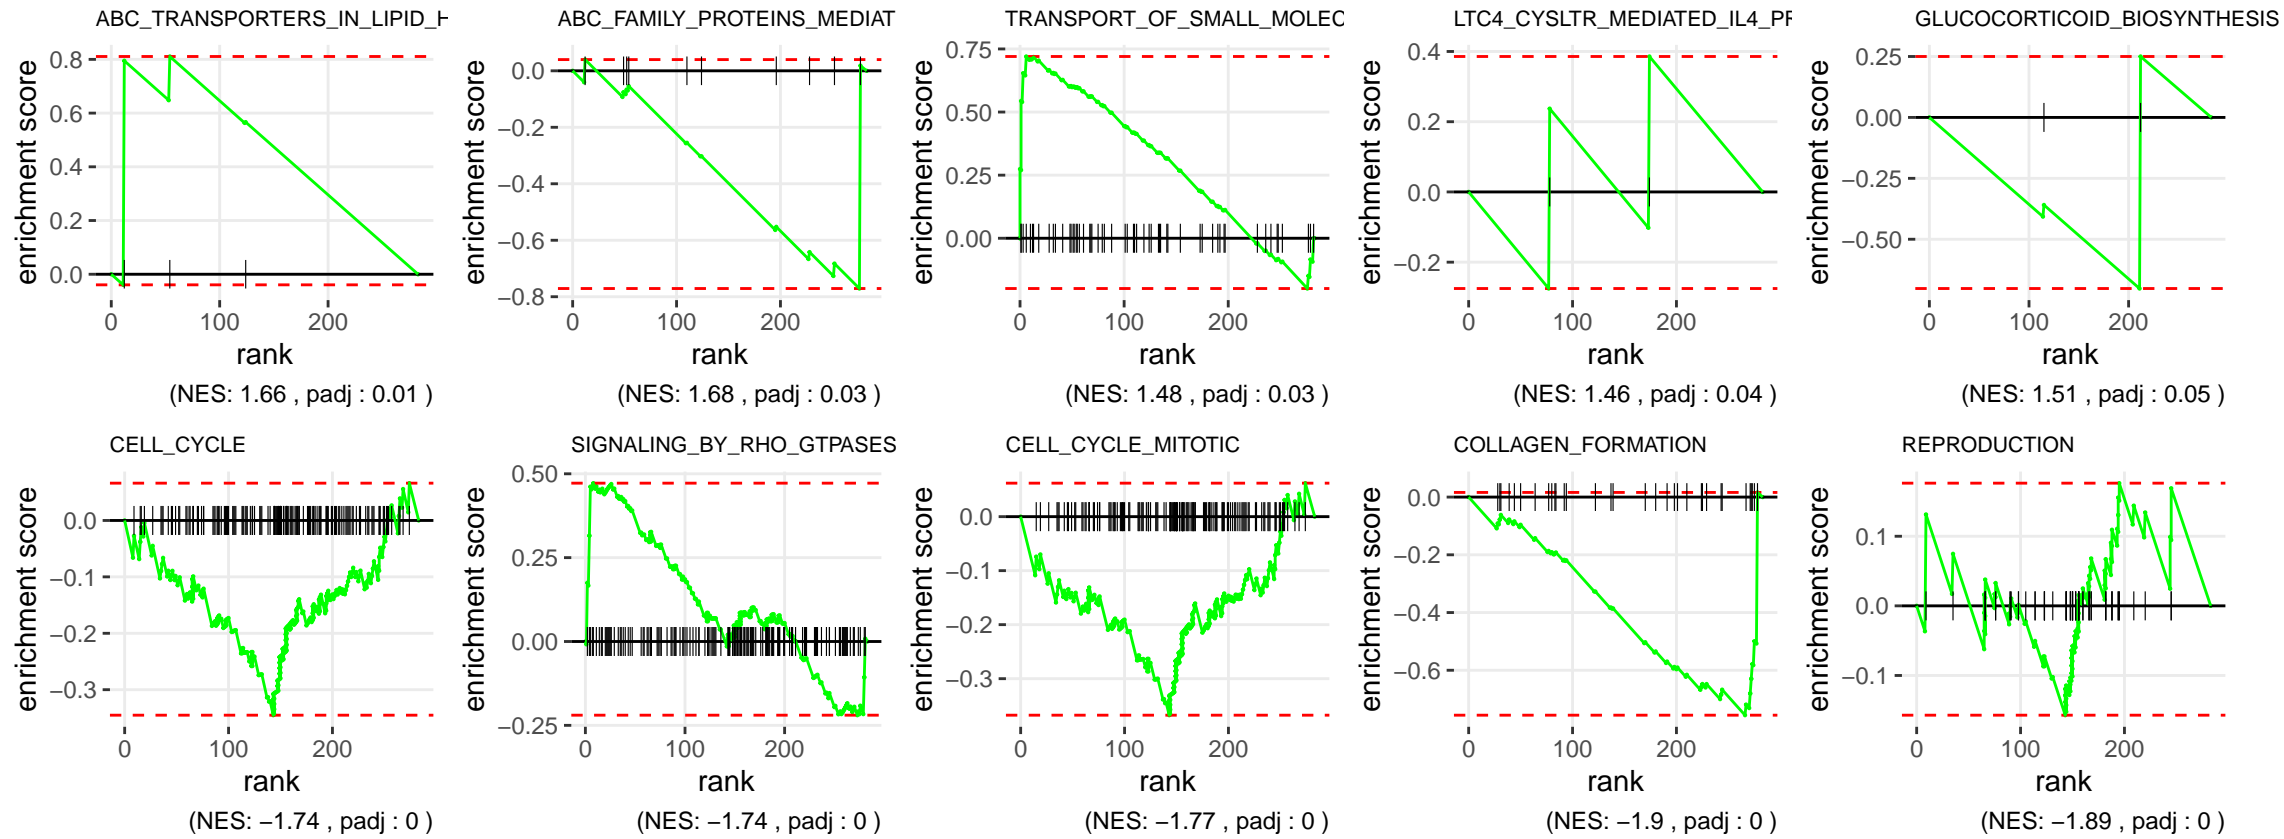 ABC_TRANSPORTERS_IN_LIPID_H
enrichment score
0.8
0.6
0.4
0.2
0.0
0 100 200
rank
(NES: 1.66 , padj : 0.01 )
ABC_FAMILY_PROTEINS_MEDIAT
enrichment score
0.0
−0.2
−0.4
−0.6
−0.8
0 100 200
rank
(NES: 1.68 , padj : 0.03 )
TRANSPORT_OF_SMALL_MOLEC
enrichment score
0.75
0.50
0.25
0.00
0 100 200
rank
(NES: 1.48 , padj : 0.03 )
LTC4_CYSLTR_MEDIATED_IL4_PR
enrichment score
0.4
0.2
0.0
−0.2
0 100 200
rank
(NES: 1.46 , padj : 0.04 )
GLUCOCORTICOID_BIOSYNTHESIS
enrichment score
0.25
0.00
−0.25
−0.50
0 100 200
rank
(NES: 1.51 , padj : 0.05 )
CELL_CYCLE
enrichment score
0.0
−0.1
−0.2
−0.3
0 100 200
rank
(NES: −1.74 , padj : 0 )
SIGNALING_BY_RHO_GTPASES
enrichment score
0.50
0.25
0.00
−0.25
0 100 200
rank
(NES: −1.74 , padj : 0 )
CELL_CYCLE_MITOTIC
enrichment score
0.0
−0.1
−0.2
−0.3
0 100 200
rank
(NES: −1.77 , padj : 0 )
COLLAGEN_FORMATION
enrichment score
0.0
−0.2
−0.4
−0.6
0 100 200
rank
(NES: −1.9 , padj : 0 )
REPRODUCTION
enrichment score
0.1
0.0
−0.1
0 100 200
rank
(NES: −1.89 , padj : 0 )